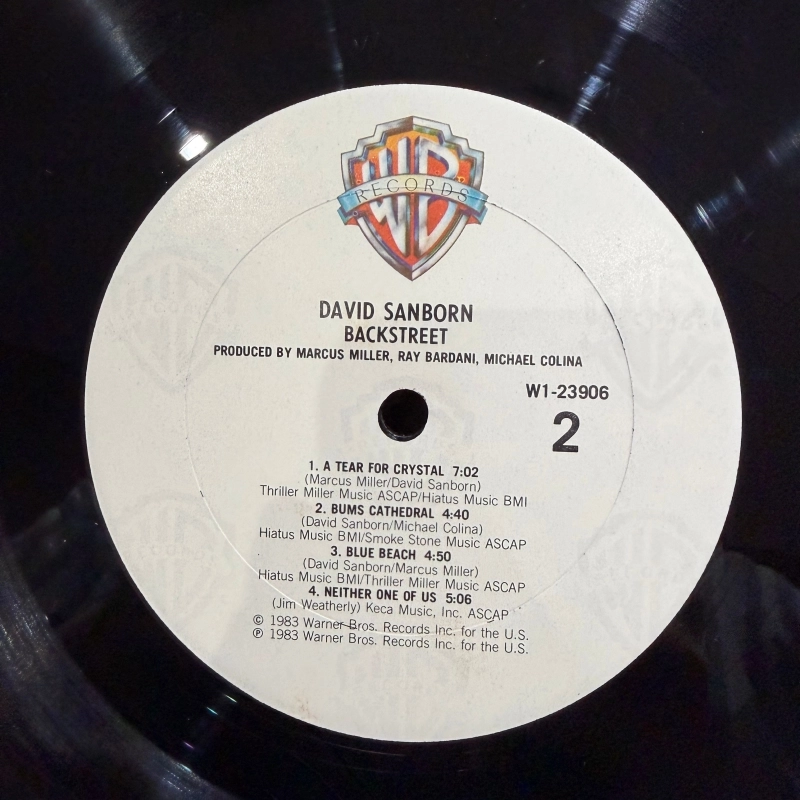 WB
RECORDS
DAVID SANBORN
BACKSTREET
PRODUCED BY MARCUS MILLER, RAY BARDANI, MICHAEL COLINA
W1-23906
2
1. A TEAR FOR CRYSTAL 7:02
(Marcus Miller/David Sanborn)
Thriller Miller Music ASCAP/Hiatus Music BMI
2. BUMS CATHEDRAL 4:40
(David Sanborn/Michael Colina)
Hiatus Music BMI/Smoke Stone Music ASCAP
3. BLUE BEACH 4:50
(David Sanborn/Marcus Miller)
Hiatus Music BMI/Thriller Miller Music ASCAP
4. NEITHER ONE OF US 5:06
(Jim Weatherly) Keca Music, Inc. ASCAP
© 1983 Warner Bros. Records Inc. for the U.S.
℗ 1983 Warner Bros. Records Inc. for the U.S.